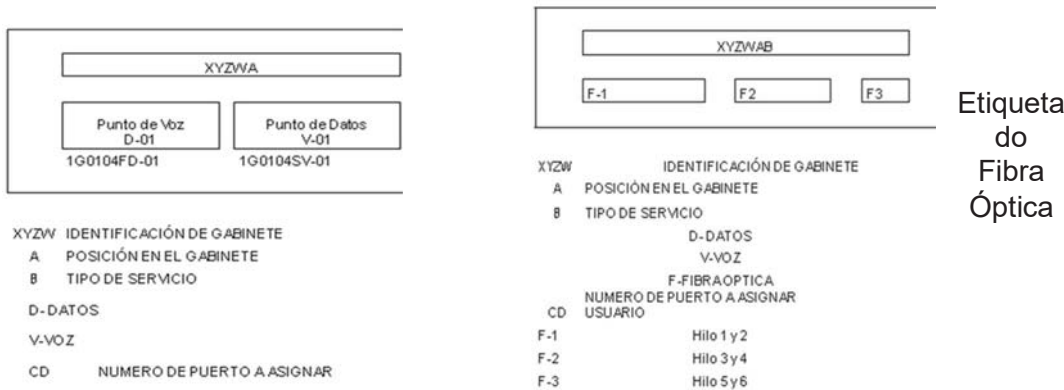 XYZWA
Punto de Voz
D-01
Punto de Datos
V-01
1G0104FD-01
1G0104SV-01
XYZW IDENTIFICACIÓN DE GABINETE
A POSICIÓN EN EL GABINETE
B TIPO DE SERVICIO
D-DATOS
V-VOZ
CD NUMERO DE PUERTO A ASIGNAR
XYZWAB
F-1
F2
F3
XYZW IDENTIFICACIÓN DE GABINETE
A POSICIÓN EN EL GABINETE
B TIPO DE SERVICIO
D-DATOS
V-VOZ
F-FIBRA OPTICA
NUMERO DE PUERTO A ASIGNAR
CD USUARIO
F-1 Hilo 1 y 2
F-2 Hilo 3 y 4
F-3 Hilo 5 y 6
Etiqueta
do
Fibra
Óptica